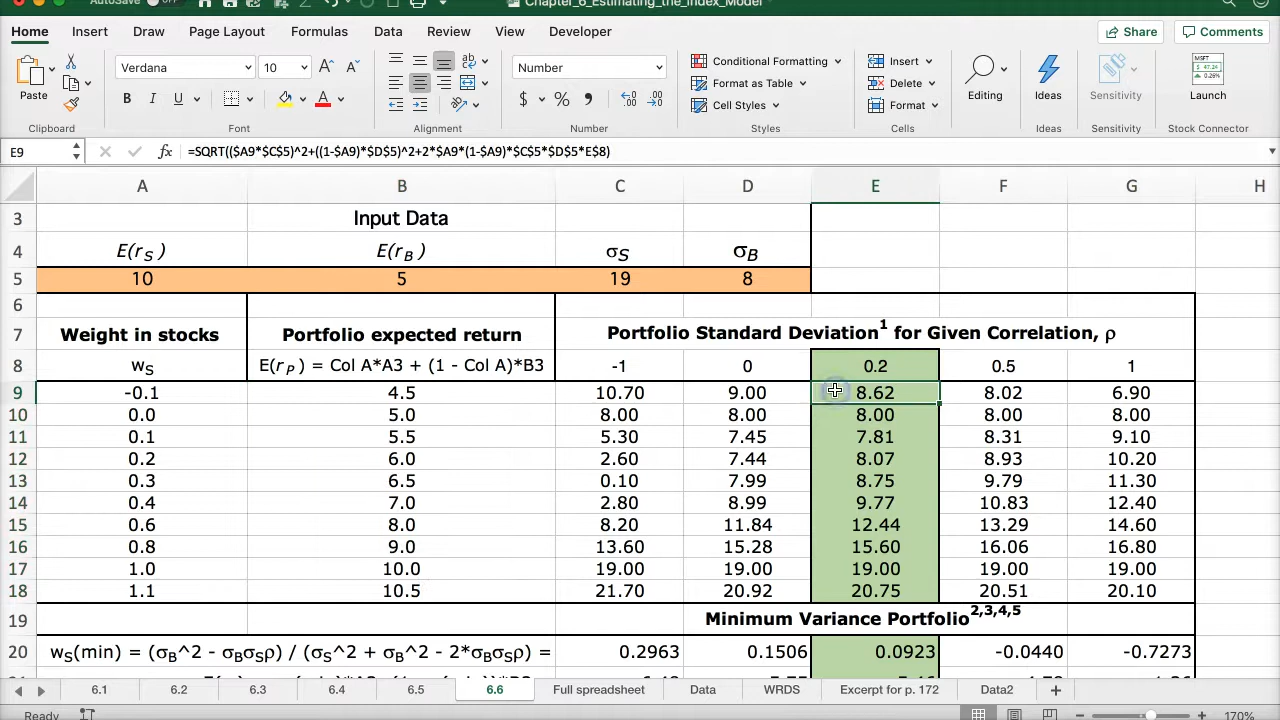 AutoSave OFF Chapter_6_Estimating_the_Index_Model
Home Insert Draw Page Layout Formulas Data Review View Developer Share Comments
Paste Verdana 10 A A ab Number Conditional Formatting Insert Editing Ideas Sensitivity Launch
B I U A $ % Format as Table Delete
Cell Styles Format
Clipboard Font Alignment Number Styles Cells Ideas Sensitivity Stock Connector
E9 fx =SQRT(($A9*$C$5)^2+((1-$A9)*$D$5)^2+2*$A9*(1-$A9)*$C$5*$D$5*E$8)
A B C D E F G H
3 Input Data
4 E(rS) E(rB) σS σB
5 10 5 19 8
6
7 Weight in stocks Portfolio expected return Portfolio Standard Deviation1 for Given Correlation, ρ
8 wS E(rP) = Col A*A3 + (1 - Col A)*B3 -1 0 0.2 0.5 1
9 -0.1 4.5 10.70 9.00 8.62 8.02 6.90
10 0.0 5.0 8.00 8.00 8.00 8.00 8.00
11 0.1 5.5 5.30 7.45 7.81 8.31 9.10
12 0.2 6.0 2.60 7.44 8.07 8.93 10.20
13 0.3 6.5 0.10 7.99 8.75 9.79 11.30
14 0.4 7.0 2.80 8.99 9.77 10.83 12.40
15 0.6 8.0 8.20 11.84 12.44 13.29 14.60
16 0.8 9.0 13.60 15.28 15.60 16.06 16.80
17 1.0 10.0 19.00 19.00 19.00 19.00 19.00
18 1.1 10.5 21.70 20.92 20.75 20.51 20.10
19 Minimum Variance Portfolio2,3,4,5
20 wS(min) = (σB^2 - σBσSρ) / (σS^2 + σB^2 - 2*σBσSρ) = 0.2963 0.1506 0.0923 -0.0440 -0.7273
6.1 6.2 6.3 6.4 6.5 6.6 Full spreadsheet Data WRDS Excerpt for p. 172 Data2 +
Ready 170%